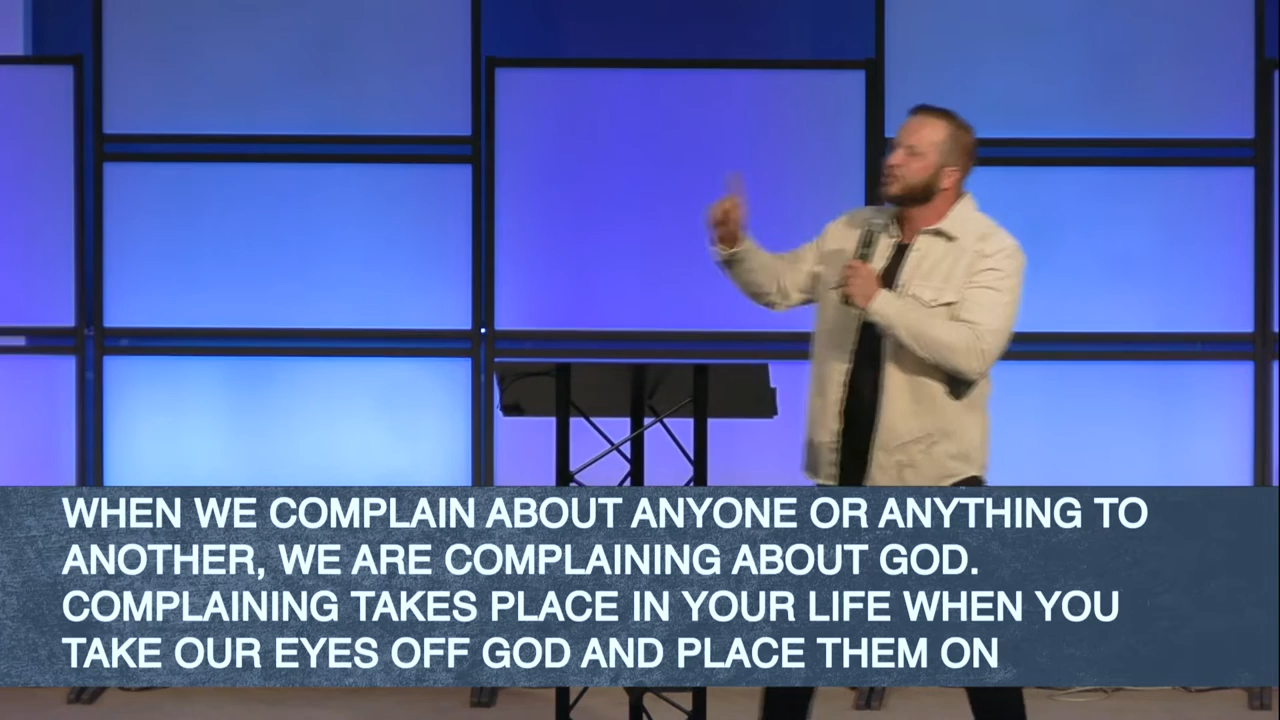 WHEN WE COMPLAIN ABOUT ANYONE OR ANYTHING TO
ANOTHER, WE ARE COMPLAINING ABOUT GOD.
COMPLAINING TAKES PLACE IN YOUR LIFE WHEN YOU
TAKE OUR EYES OFF GOD AND PLACE THEM ON